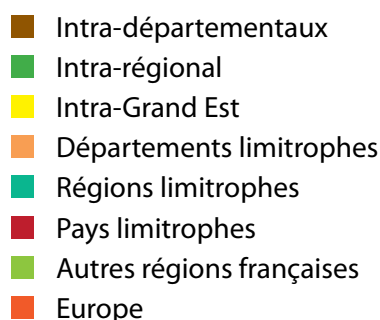 Intra-départementaux
Intra-régional
Intra-Grand Est
Départements limitrophes
Régions limitrophes
Pays limitrophes
Autres régions françaises
Europe